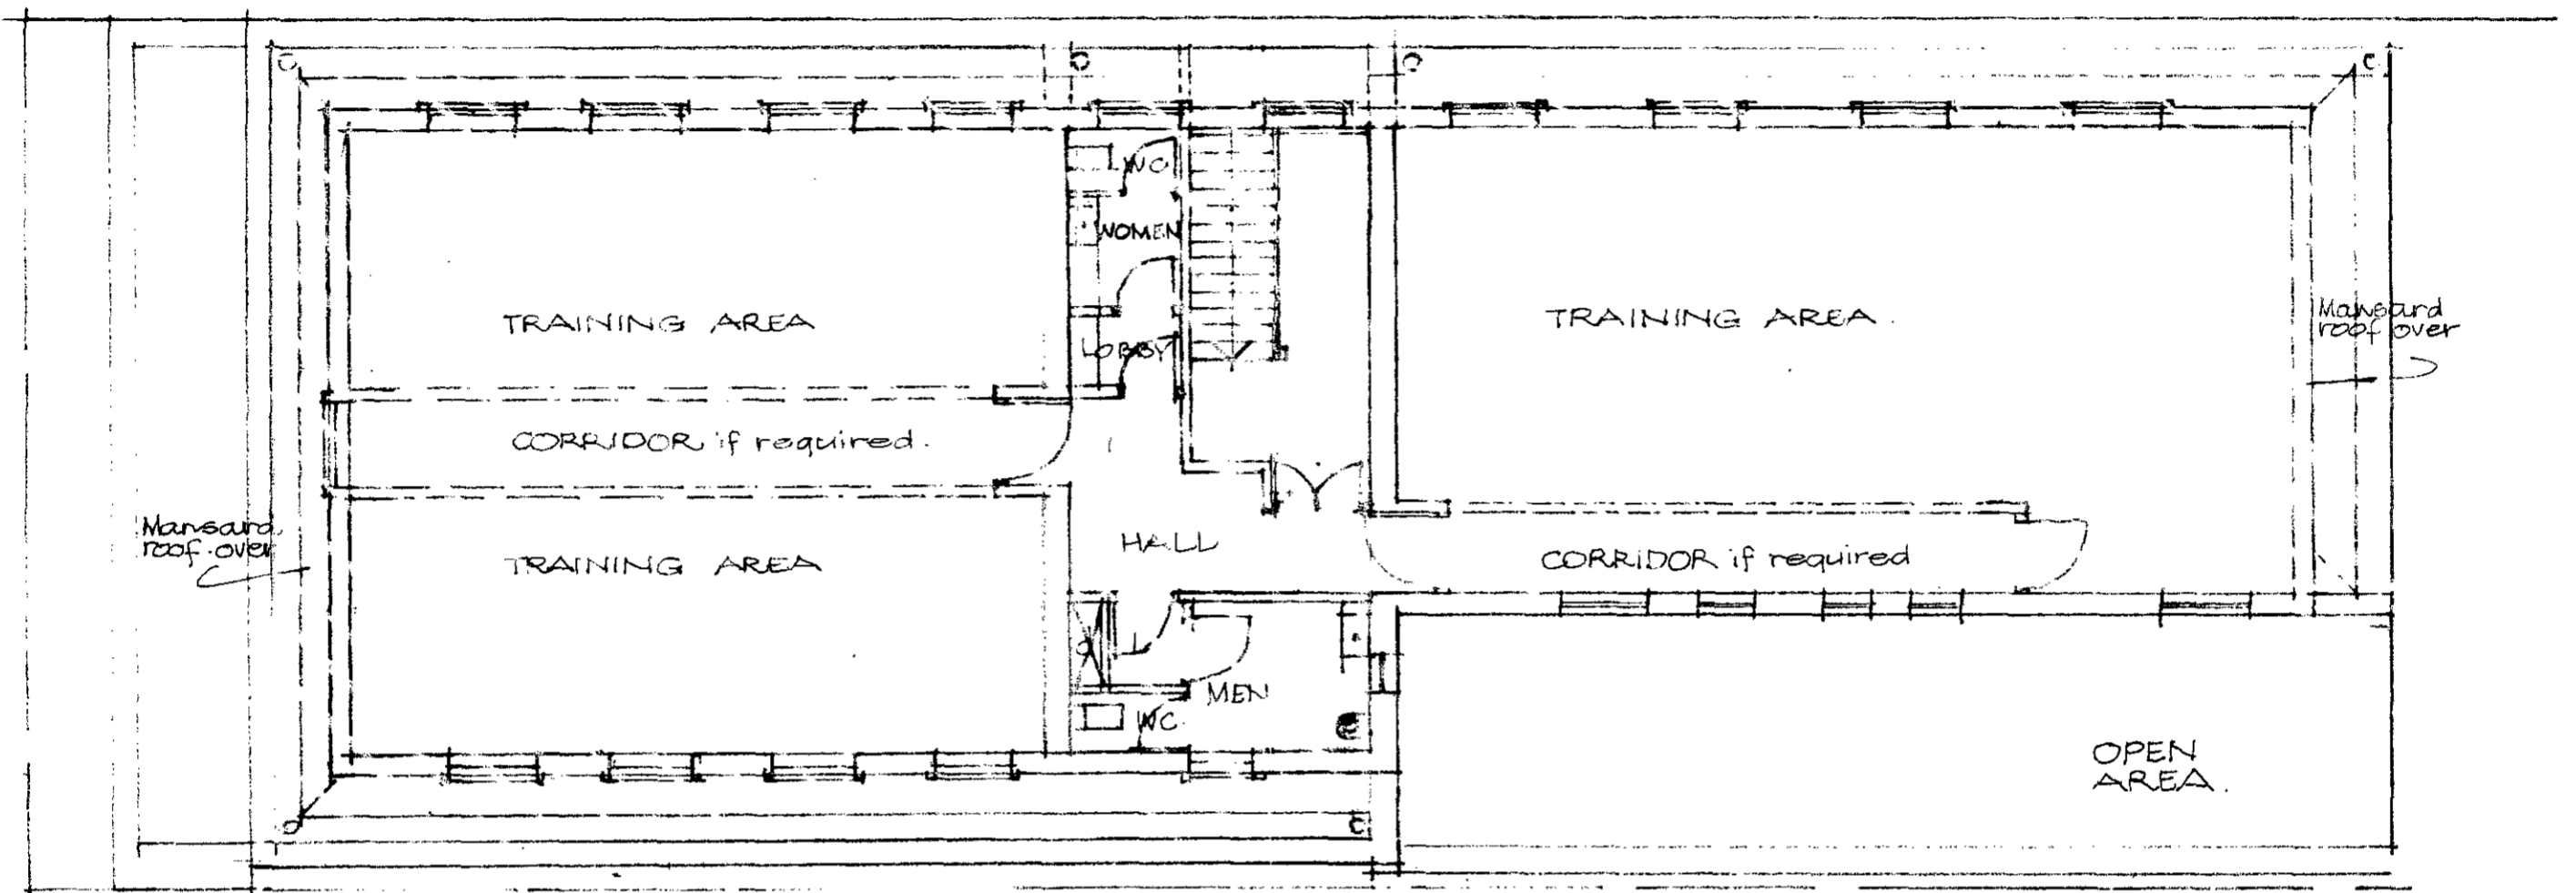 WC
WOMEN
LOBBY
TRAINING AREA
TRAINING AREA.
Mansard
roof over
CORRIDOR if required.
Mansard
roof over
HALL
TRAINING AREA
CORRIDOR if required
MEN
WC
OPEN
AREA.